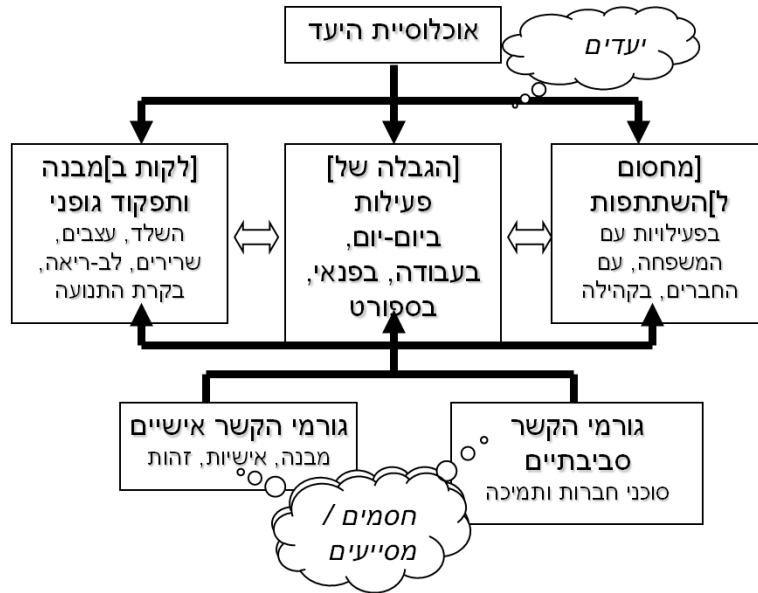 אוכלוסיית היעד
יעדים
[מחסום
ל]השתתפות
בפעילויות עם
המשפחה, עם
החברים, בקהילה
[הגבלה של]
פעילות
ביום-יום,
בעבודה, בפנאי,
בספורט
[לקות ב]מבנה
ותפקוד גופני
השלד, עצבים,
שרירים, לב-ריאה,
בקרת התנועה
גורמי הקשר
סביבתיים
סוכני חברות ותמיכה
גורמי הקשר אישיים
מבנה, אישיות, זהות
חסמים /
מסייעים